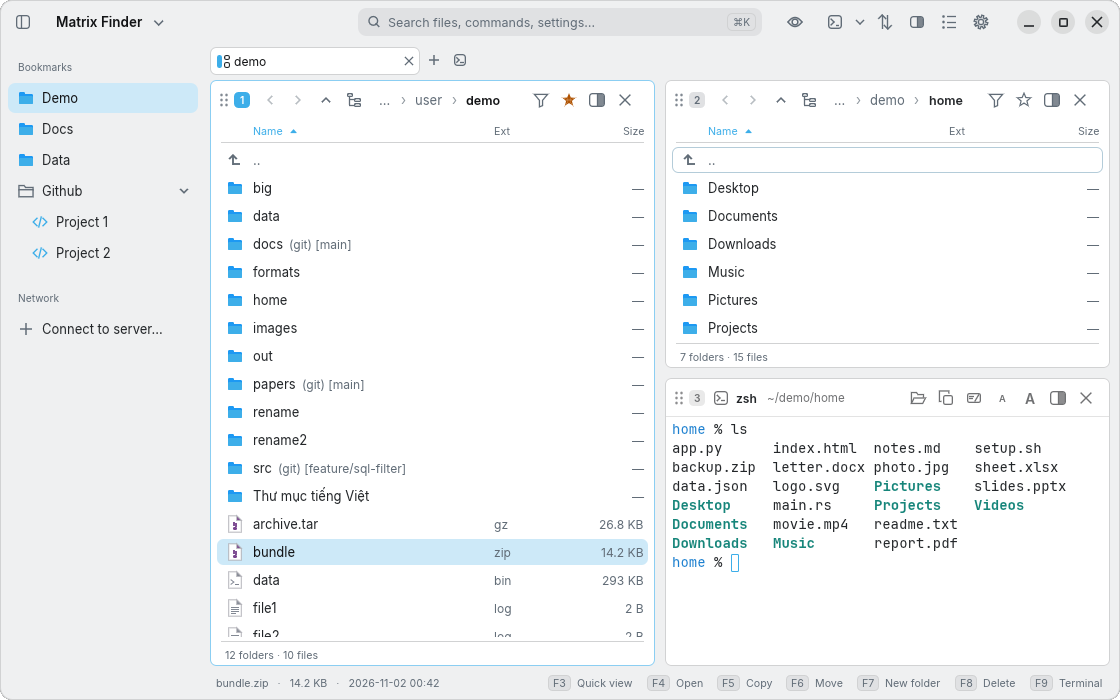 Matrix Finder
Search files, commands, settings... ⌘K
Bookmarks
Demo
Docs
Data
Github
Project 1
Project 2
Network
Connect to server...
demo
1 ... › user › demo
Name Ext Size
..
big —
data —
docs (git) [main] —
formats —
home —
images —
out —
papers (git) [main] —
rename —
rename2 —
src (git) [feature/sql-filter] —
Thư mục tiếng Việt —
archive.tar gz 26.8 KB
bundle zip 14.2 KB
data bin 293 KB
file1 log 2 B
file2 log 2 B
12 folders · 10 files
2 ... › demo › home
Name Ext Size
..
Desktop —
Documents —
Downloads —
Music —
Pictures —
Projects —
7 folders · 15 files
3 zsh ~/demo/home A A
home % ls
app.py index.html notes.md setup.sh
backup.zip letter.docx photo.jpg sheet.xlsx
data.json logo.svg Pictures slides.pptx
Desktop main.rs Projects Videos
Documents movie.mp4 readme.txt
Downloads Music report.pdf
home %
bundle.zip · 14.2 KB · 2026-11-02 00:42
F3 Quick view F4 Open F5 Copy F6 Move F7 New folder F8 Delete F9 Terminal